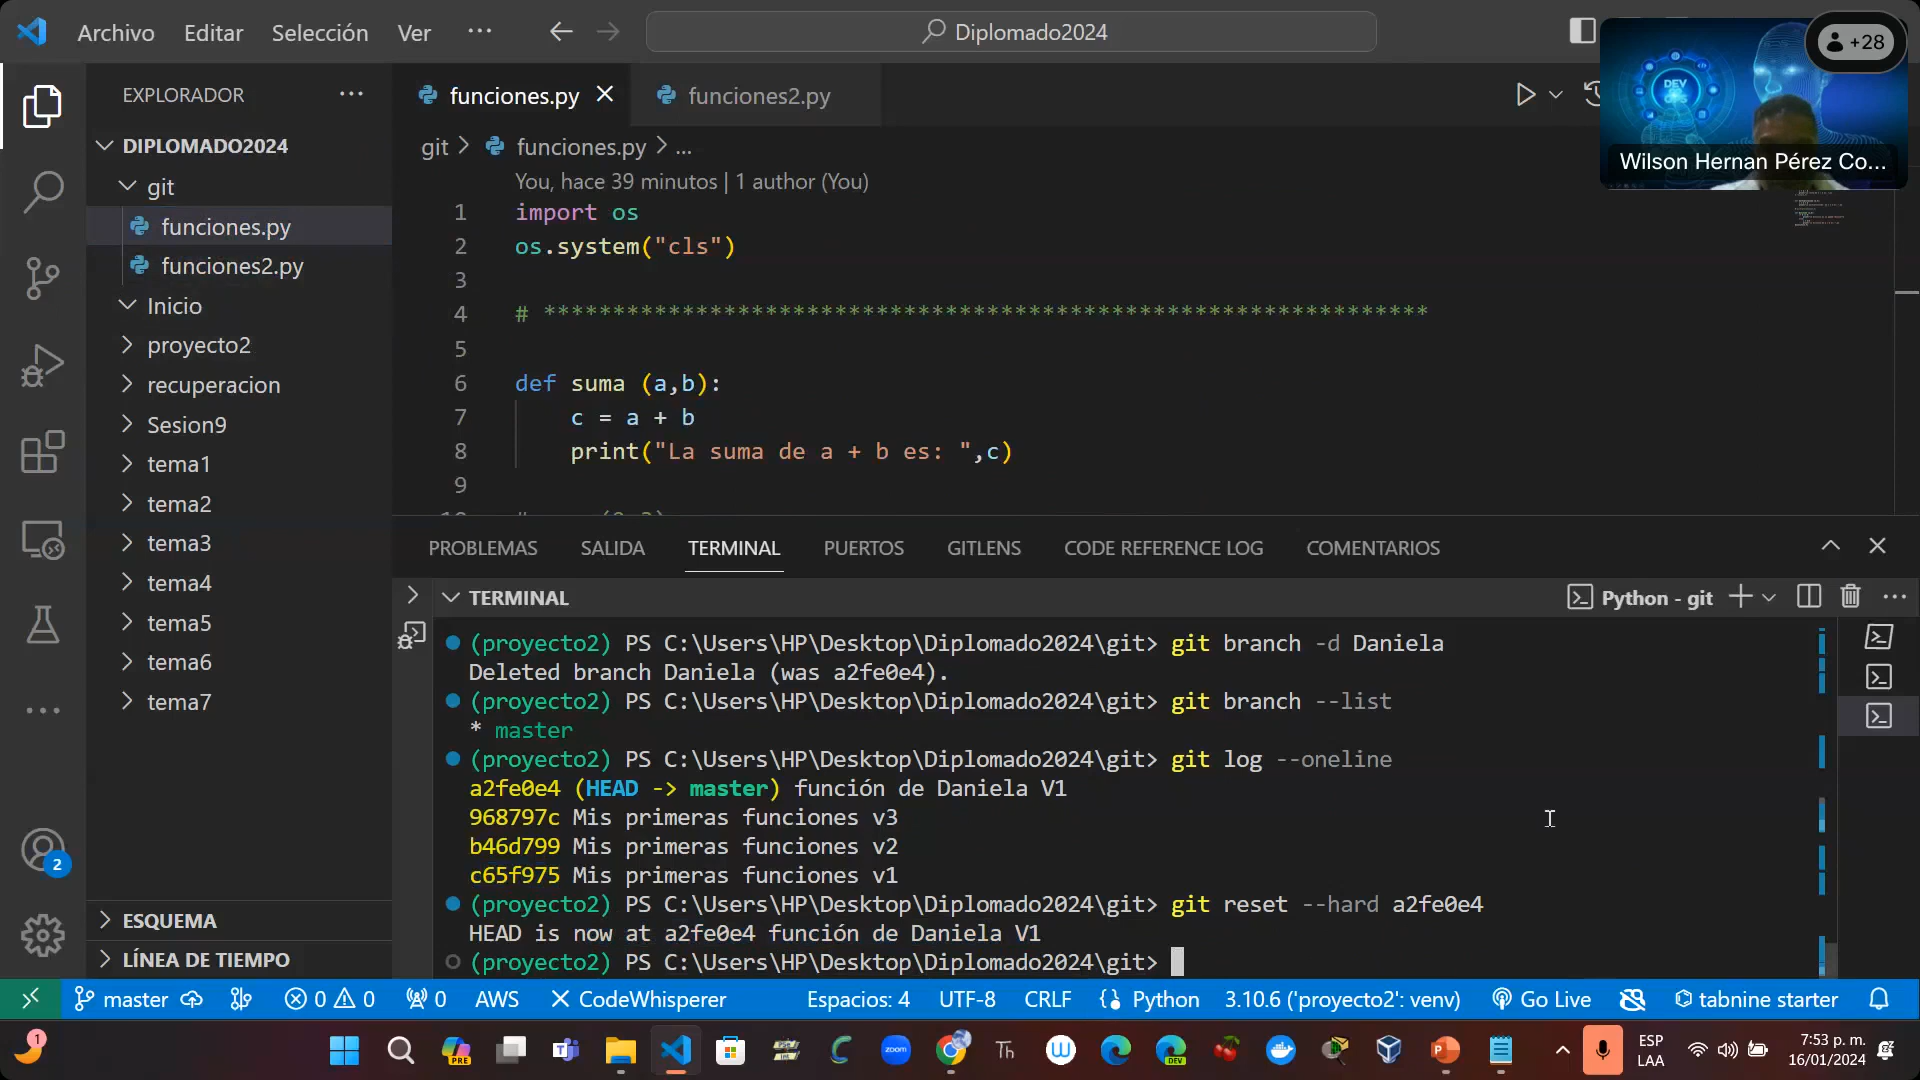 Archivo Editar Selección Ver ··· Diplomado2024
+28
DEV OPS
Wilson Hernan Pérez Co...
EXPLORADOR ···
DIPLOMADO2024
git
funciones.py
funciones2.py
Inicio
proyecto2
recuperacion
Sesion9
tema1
tema2
tema3
tema4
tema5
tema6
tema7
ESQUEMA
LÍNEA DE TIEMPO
2
funciones.py funciones2.py
git > funciones.py > ...
You, hace 39 minutos | 1 author (You)
1 import os
2 os.system("cls")
3
4 # ****************************************************************
5
6 def suma (a,b):
7 c = a + b
8 print("La suma de a + b es: ",c)
9
PROBLEMAS SALIDA TERMINAL PUERTOS GITLENS CODE REFERENCE LOG COMENTARIOS
TERMINAL Python - git
(proyecto2) PS C:\Users\HP\Desktop\Diplomado2024\git> git branch -d Daniela
Deleted branch Daniela (was a2fe0e4).
(proyecto2) PS C:\Users\HP\Desktop\Diplomado2024\git> git branch --list
* master
(proyecto2) PS C:\Users\HP\Desktop\Diplomado2024\git> git log --oneline
a2fe0e4 (HEAD -> master) función de Daniela V1
968797c Mis primeras funciones v3
b46d799 Mis primeras funciones v2
c65f975 Mis primeras funciones v1
(proyecto2) PS C:\Users\HP\Desktop\Diplomado2024\git> git reset --hard a2fe0e4
HEAD is now at a2fe0e4 función de Daniela V1
(proyecto2) PS C:\Users\HP\Desktop\Diplomado2024\git>
master 0 0 0 AWS CodeWhisperer Espacios: 4 UTF-8 CRLF Python 3.10.6 ('proyecto2': venv) Go Live tabnine starter
1 PRE zoom Th DEV ESP LAA 7:53 p. m. 16/01/2024